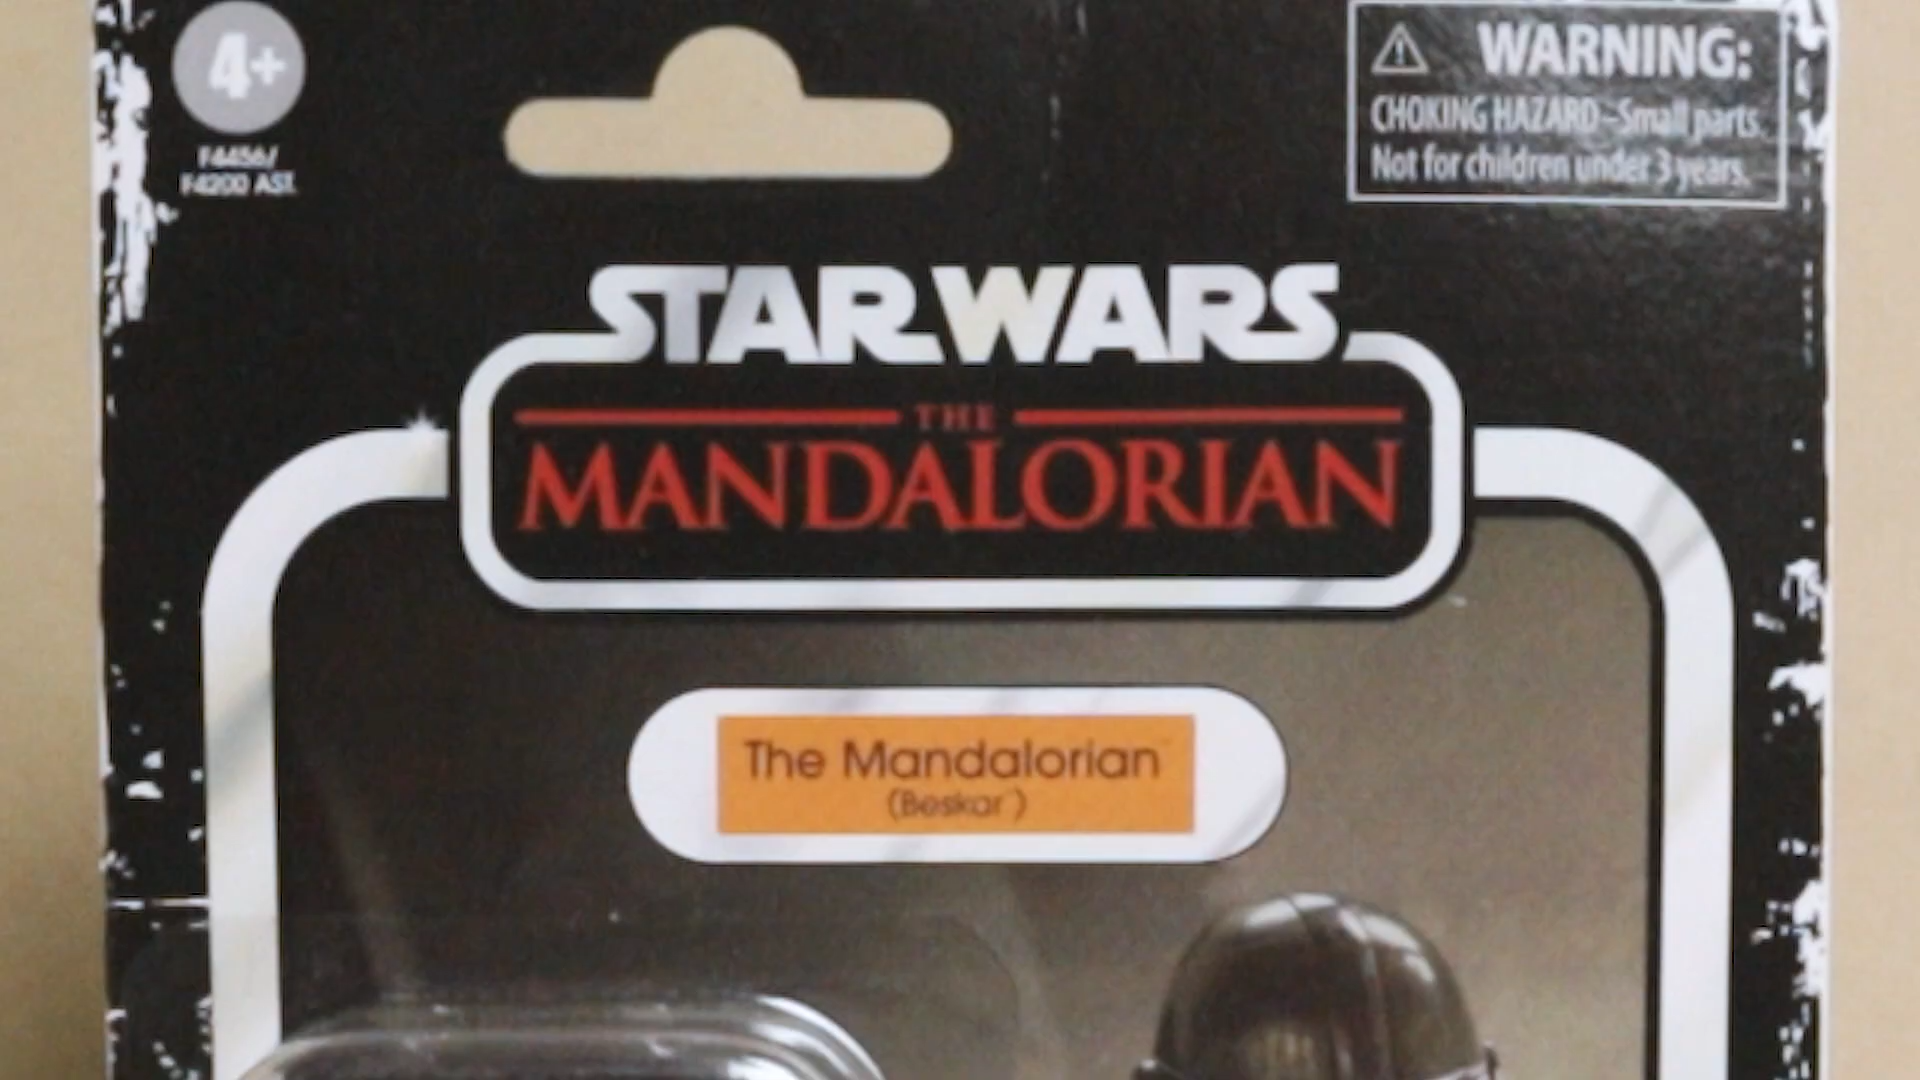 4+
F4456/
F4200 AST.
WARNING:
CHOKING HAZARD–Small parts.
Not for children under 3 years.
STAR WARS
THE
MANDALORIAN
The Mandalorian
(Beskar)